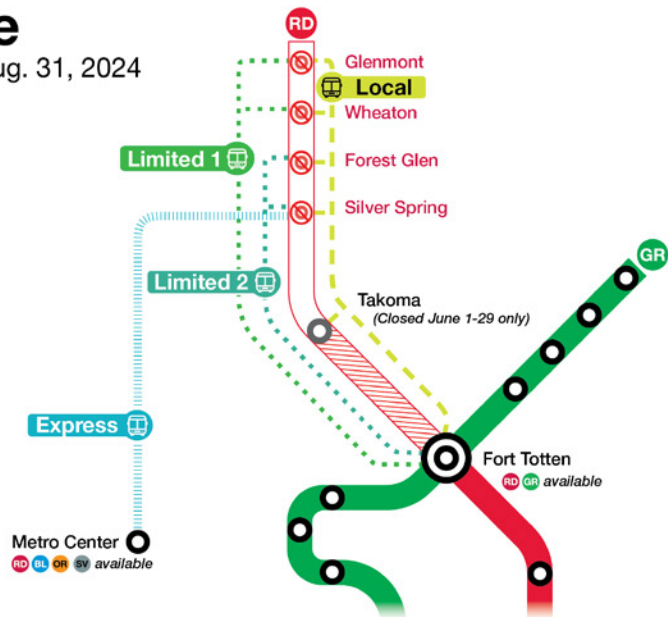 e
ug. 31, 2024
RD
Glenmont
Local
Wheaton
Limited 1
Forest Glen
Silver Spring
GR
Limited 2
Takoma
(Closed June 1-29 only)
Express
Fort Totten
RD GR available
Metro Center
RD BL OR SV available